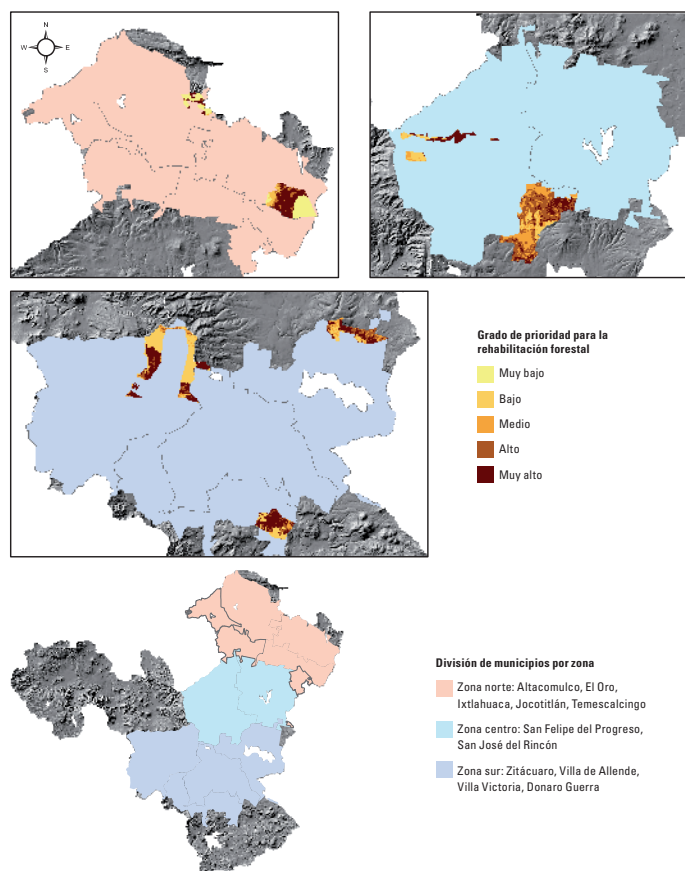 N
W E
S
Grado de prioridad para la
rehabilitación forestal
Muy bajo
Bajo
Medio
Alto
Muy alto
División de municipios por zona
Zona norte: Altacomulco, El Oro,
Ixtlahuaca, Jocotitlán, Temescalcingo
Zona centro: San Felipe del Progreso,
San José del Rincón
Zona sur: Zitácuaro, Villa de Allende,
Villa Victoria, Donaro Guerra